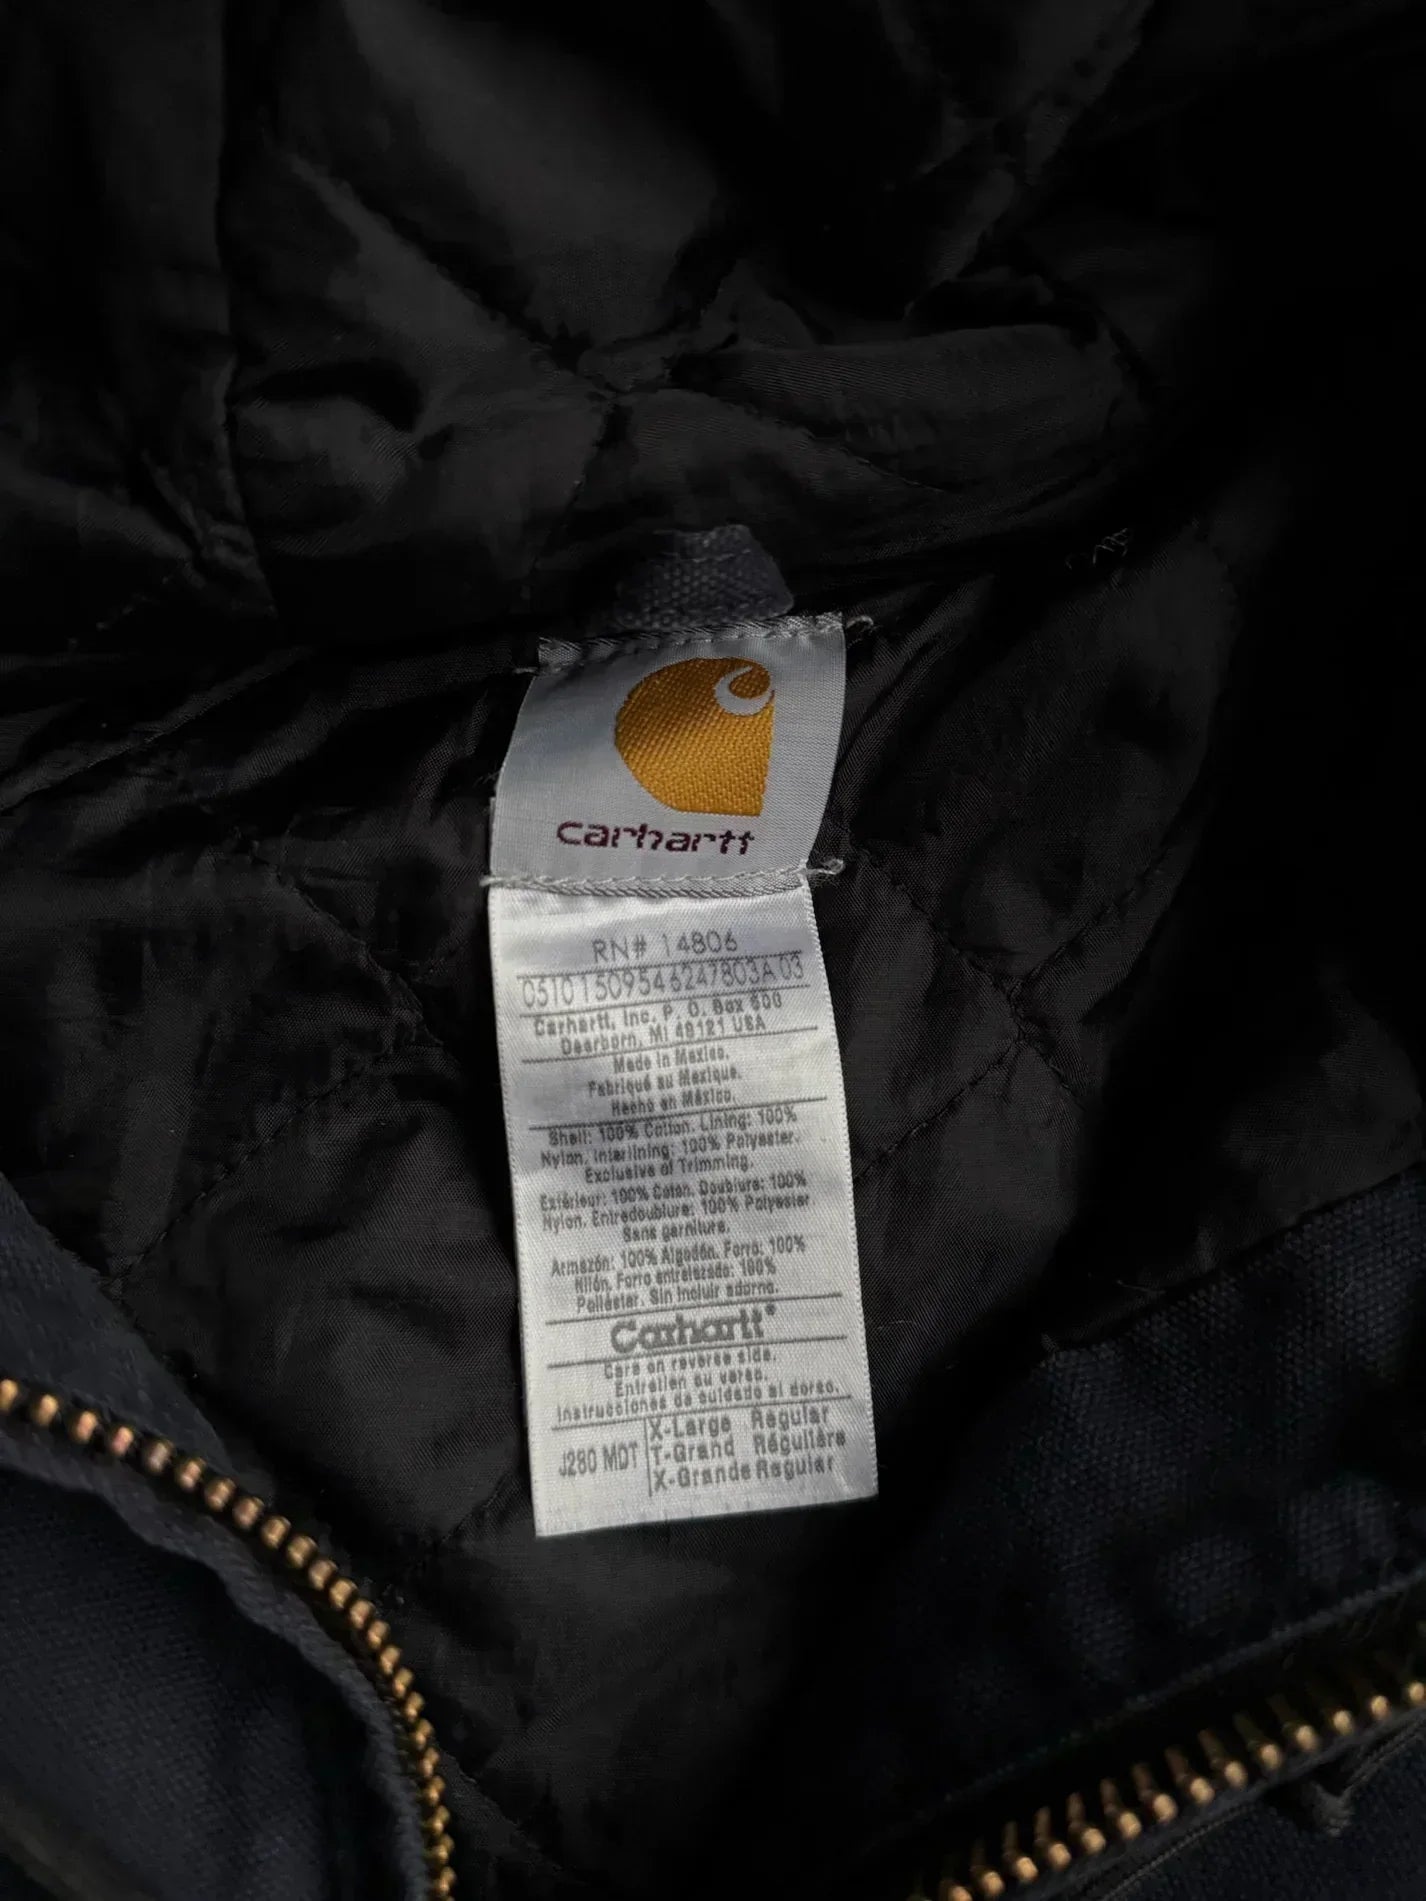 carhartt
RN# 14806
05101509546247803A 03
Carhartt, Inc. P. O. Box 600
Dearborn, MI 48121 USA
Made in Mexico.
Fabriqué au Mexique.
Hecho en México.
Shell: 100% Cotton. Lining: 100%
Nylon. Interlining: 100% Polyester.
Exclusive of Trimming.
Extérieur: 100% Coton. Doublure: 100%
Nylon. Entredoublure: 100% Polyester
Sans garniture.
Armazón: 100% Algodón. Forro: 100%
Nilón. Forro entrelazado: 100%
Poliéster. Sin incluir adorno.
Carhartt®
Care on reverse side.
Entretien au verso.
Instrucciones de cuidado al dorso.
X-Large Regular
J280 MDT T-Grand Régulière
X-Grande Regular